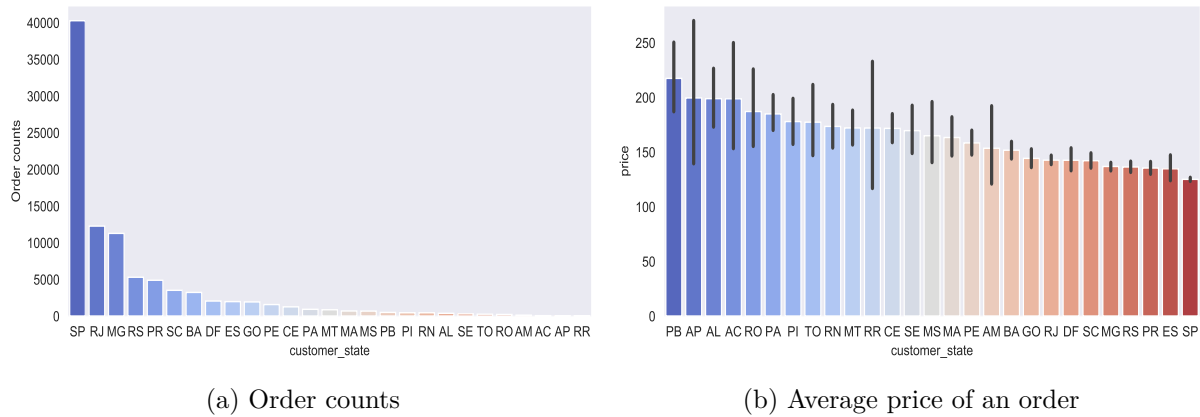 40000
35000
30000
25000
20000
15000
10000
5000
0
Order counts
SP RJ MG RS PR SC BA DF ES GO PE CE PA MT MA MS PB PI RN AL SE TO RO AM AC AP RR
customer_state
(a) Order counts
250
200
150
100
50
0
price
PB AP AL AC RO PA PI TO RN MT RR CE SE MS MA PE AM BA GO RJ DF SC MG RS PR ES SP
customer_state
(b) Average price of an order